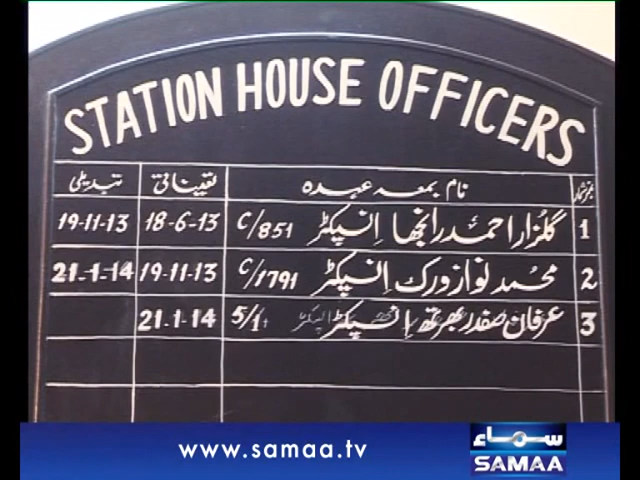 STATION HOUSE OFFICERS
نمبر شمار نام بمعہ عہدہ تعیناتی تبدیلی
1 گلزار احمد رانجھا انسپکٹر C/851 18-6-13 19-11-13
2 محمد نواز ورک انسپکٹر C/1791 19-11-13 21-1-14
3 عرفان صفدر بھرتھ انسپکٹر 5/1 21.1.14
www.samaa.tv
سماء
SAMAA